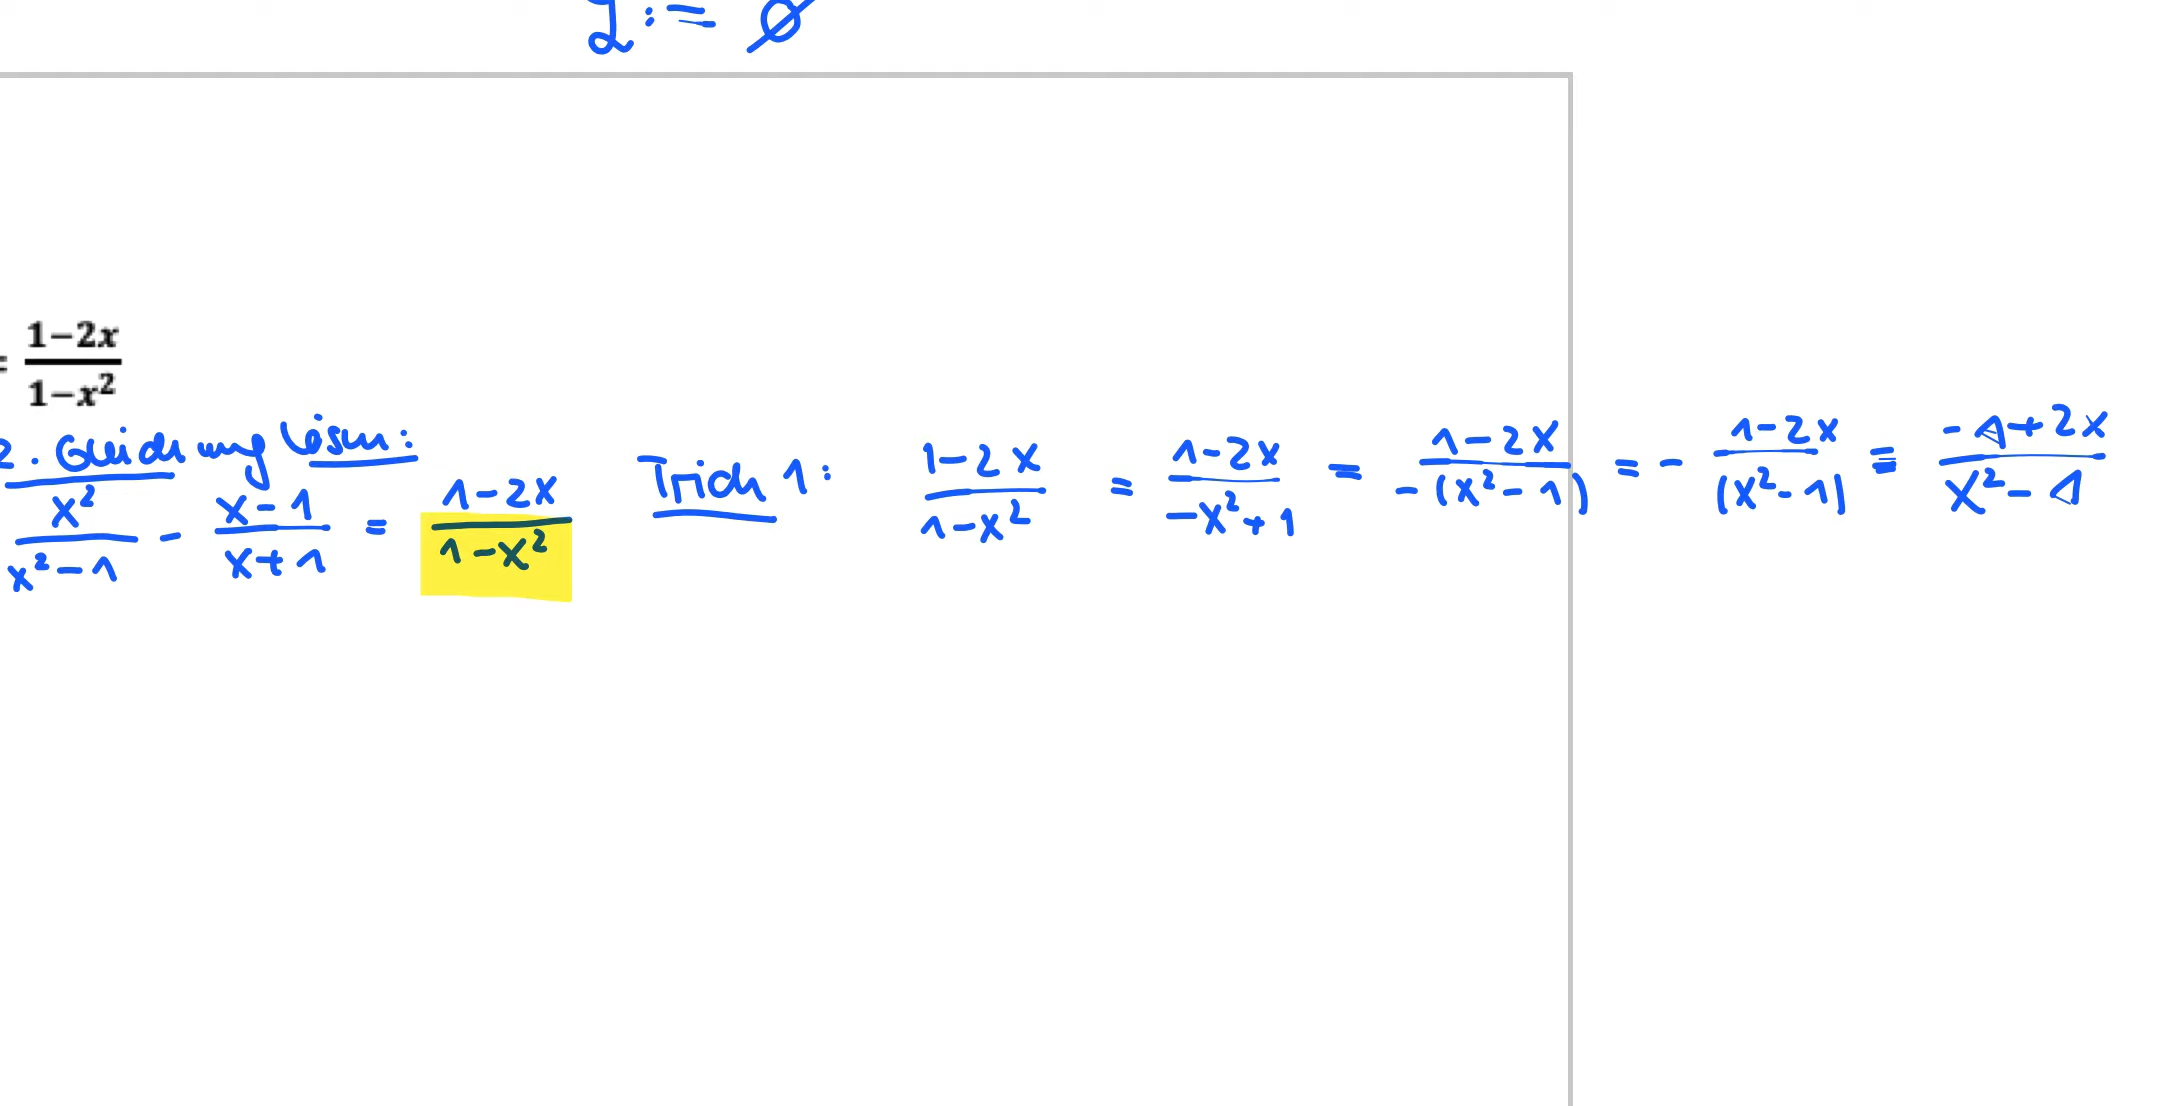 L := ∅
= (1-2x)/(1-x²)
2. Gleichung lösen:
x²/(x²-1) - (x-1)/(x+1) = (1-2x)/(1-x²)
Trick 1: (1-2x)/(1-x²) = (1-2x)/(-x²+1) = (1-2x)/(-(x²-1)) = - (1-2x)/((x²-1)) = (-1+2x)/(x²-1)